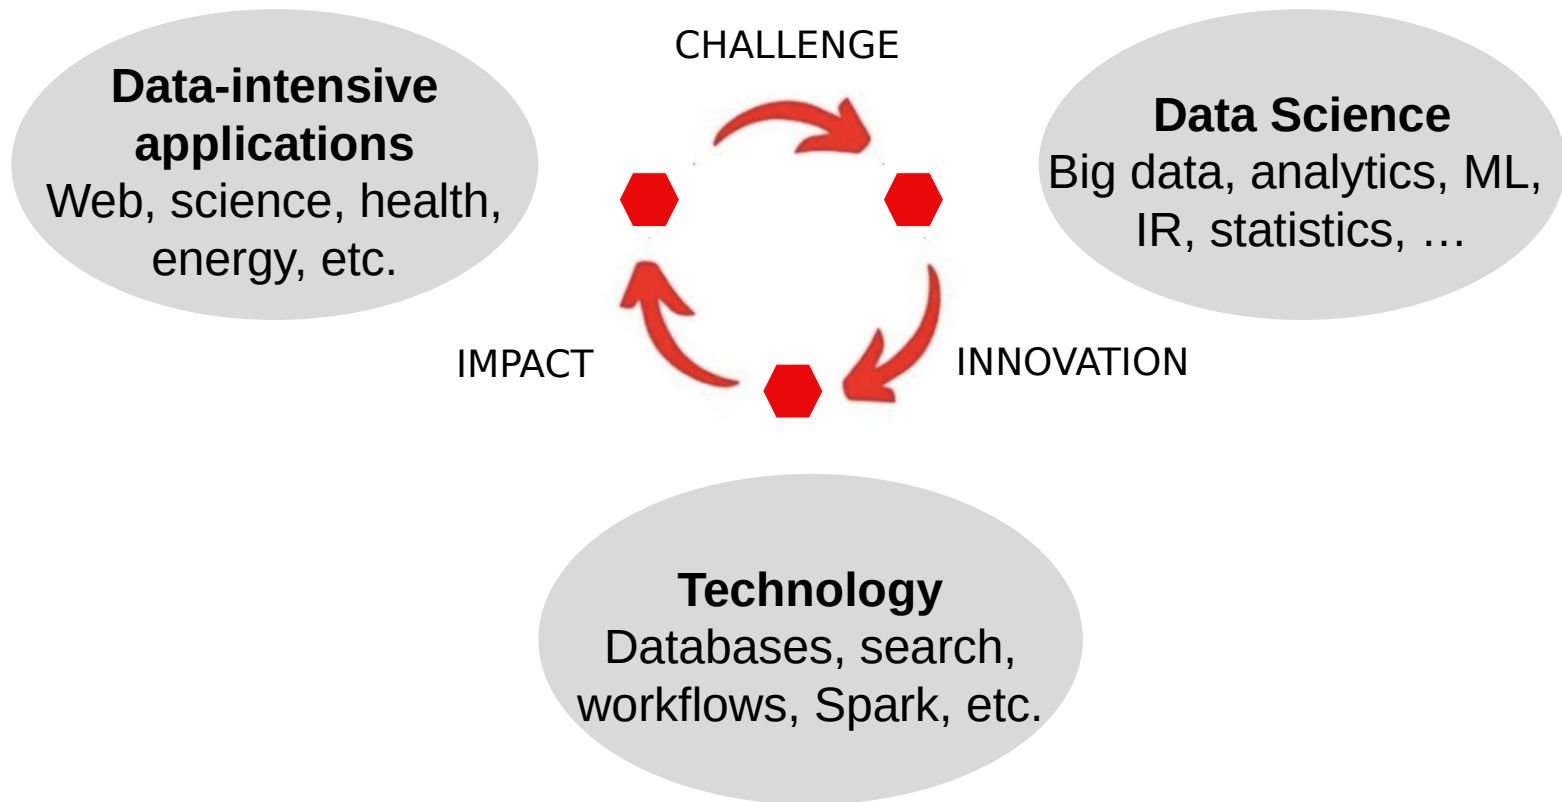 CHALLENGE
Data-intensive
applications
Web, science, health,
energy, etc.
Data Science
Big data, analytics, ML,
IR, statistics, …
IMPACT
INNOVATION
Technology
Databases, search,
workflows, Spark, etc.